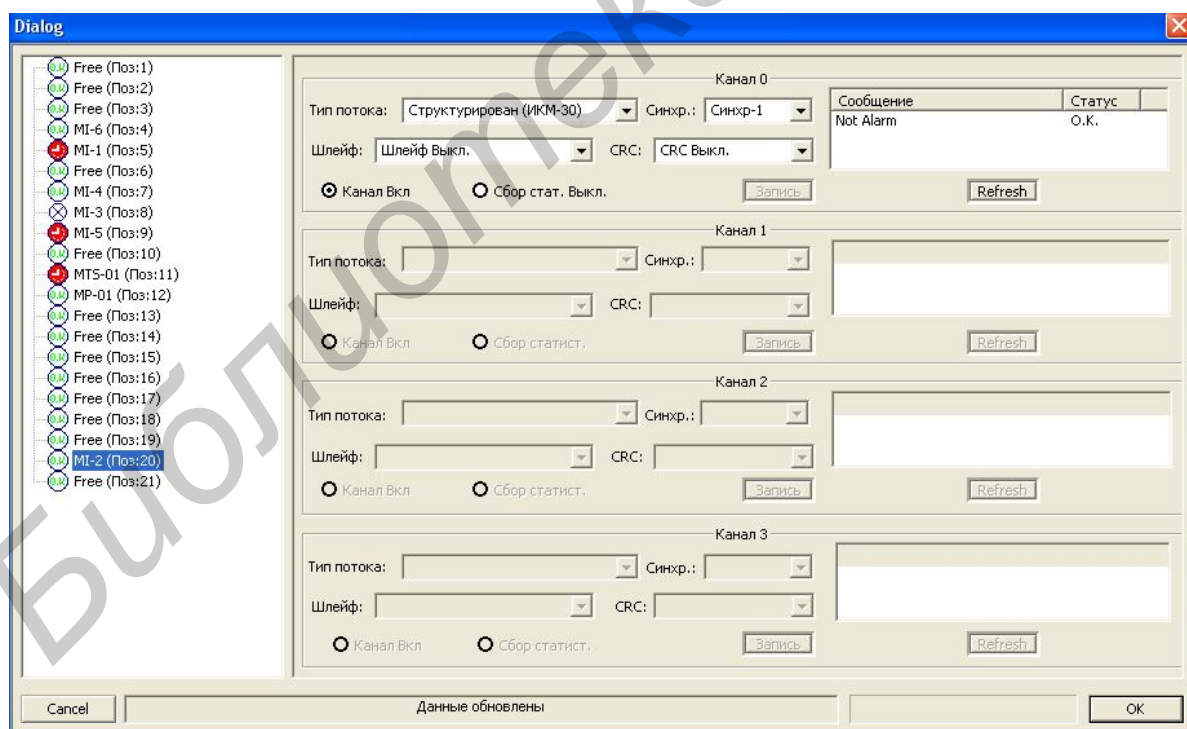 Dialog
Free (Поз:1)
Free (Поз:2)
Free (Поз:3)
MI-6 (Поз:4)
MI-1 (Поз:5)
Free (Поз:6)
MI-4 (Поз:7)
MI-3 (Поз:8)
MI-5 (Поз:9)
Free (Поз:10)
MTS-01 (Поз:11)
MP-01 (Поз:12)
Free (Поз:13)
Free (Поз:14)
Free (Поз:15)
Free (Поз:16)
Free (Поз:17)
Free (Поз:18)
Free (Поз:19)
MI-2 (Поз:20)
Free (Поз:21)
Канал 0
Тип потока: Структурирован (ИКМ-30) Синхр.: Синхр-1
Шлейф: Шлейф Выкл. CRC: CRC Выкл.
Канал Вкл Сбор стат. Выкл. Запись
Сообщение Статус
Not Alarm O.K.
Refresh
Канал 1
Тип потока: Синхр.:
Шлейф: CRC:
Канал Вкл Сбор статист. Запись Refresh
Канал 2
Тип потока: Синхр.:
Шлейф: CRC:
Канал Вкл Сбор статист. Запись Refresh
Канал 3
Тип потока: Синхр.:
Шлейф: CRC:
Канал Вкл Сбор статист. Запись Refresh
Cancel Данные обновлены OK